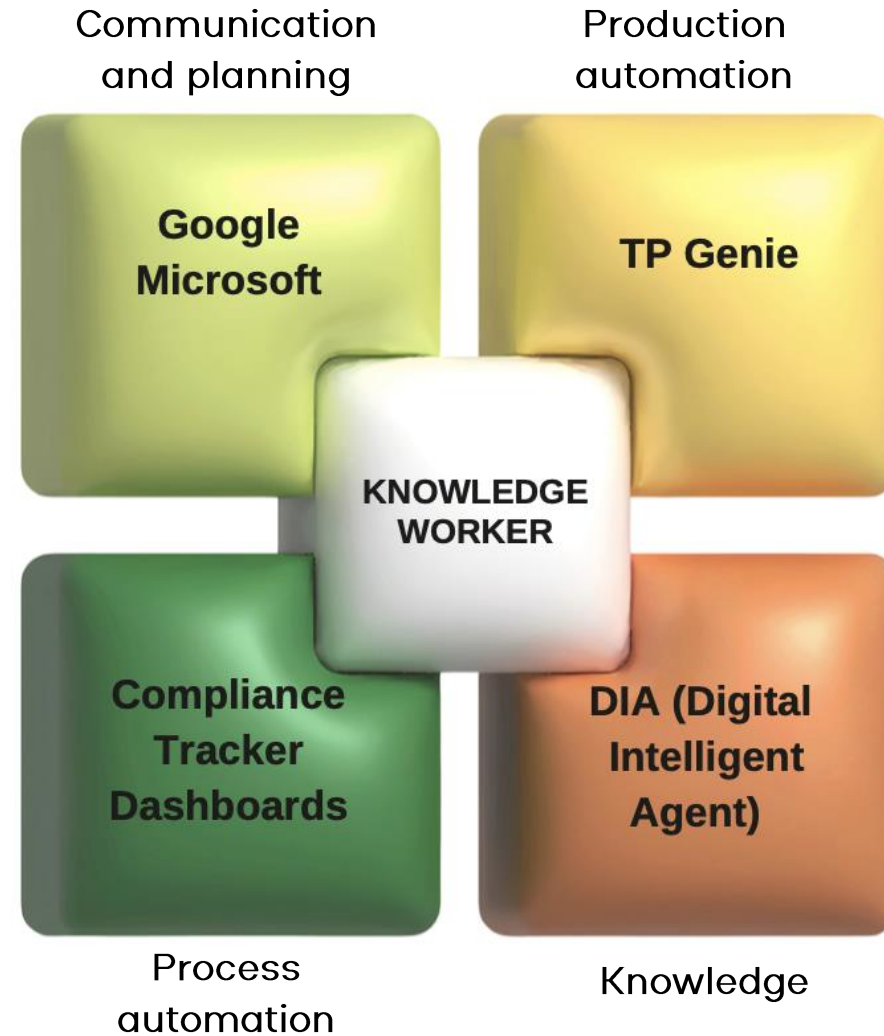 Communication
and planning
Production
automation
Google
Microsoft
TP Genie
KNOWLEDGE
WORKER
Compliance
Tracker
Dashboards
DIA (Digital
Intelligent
Agent)
Process
automation
Knowledge